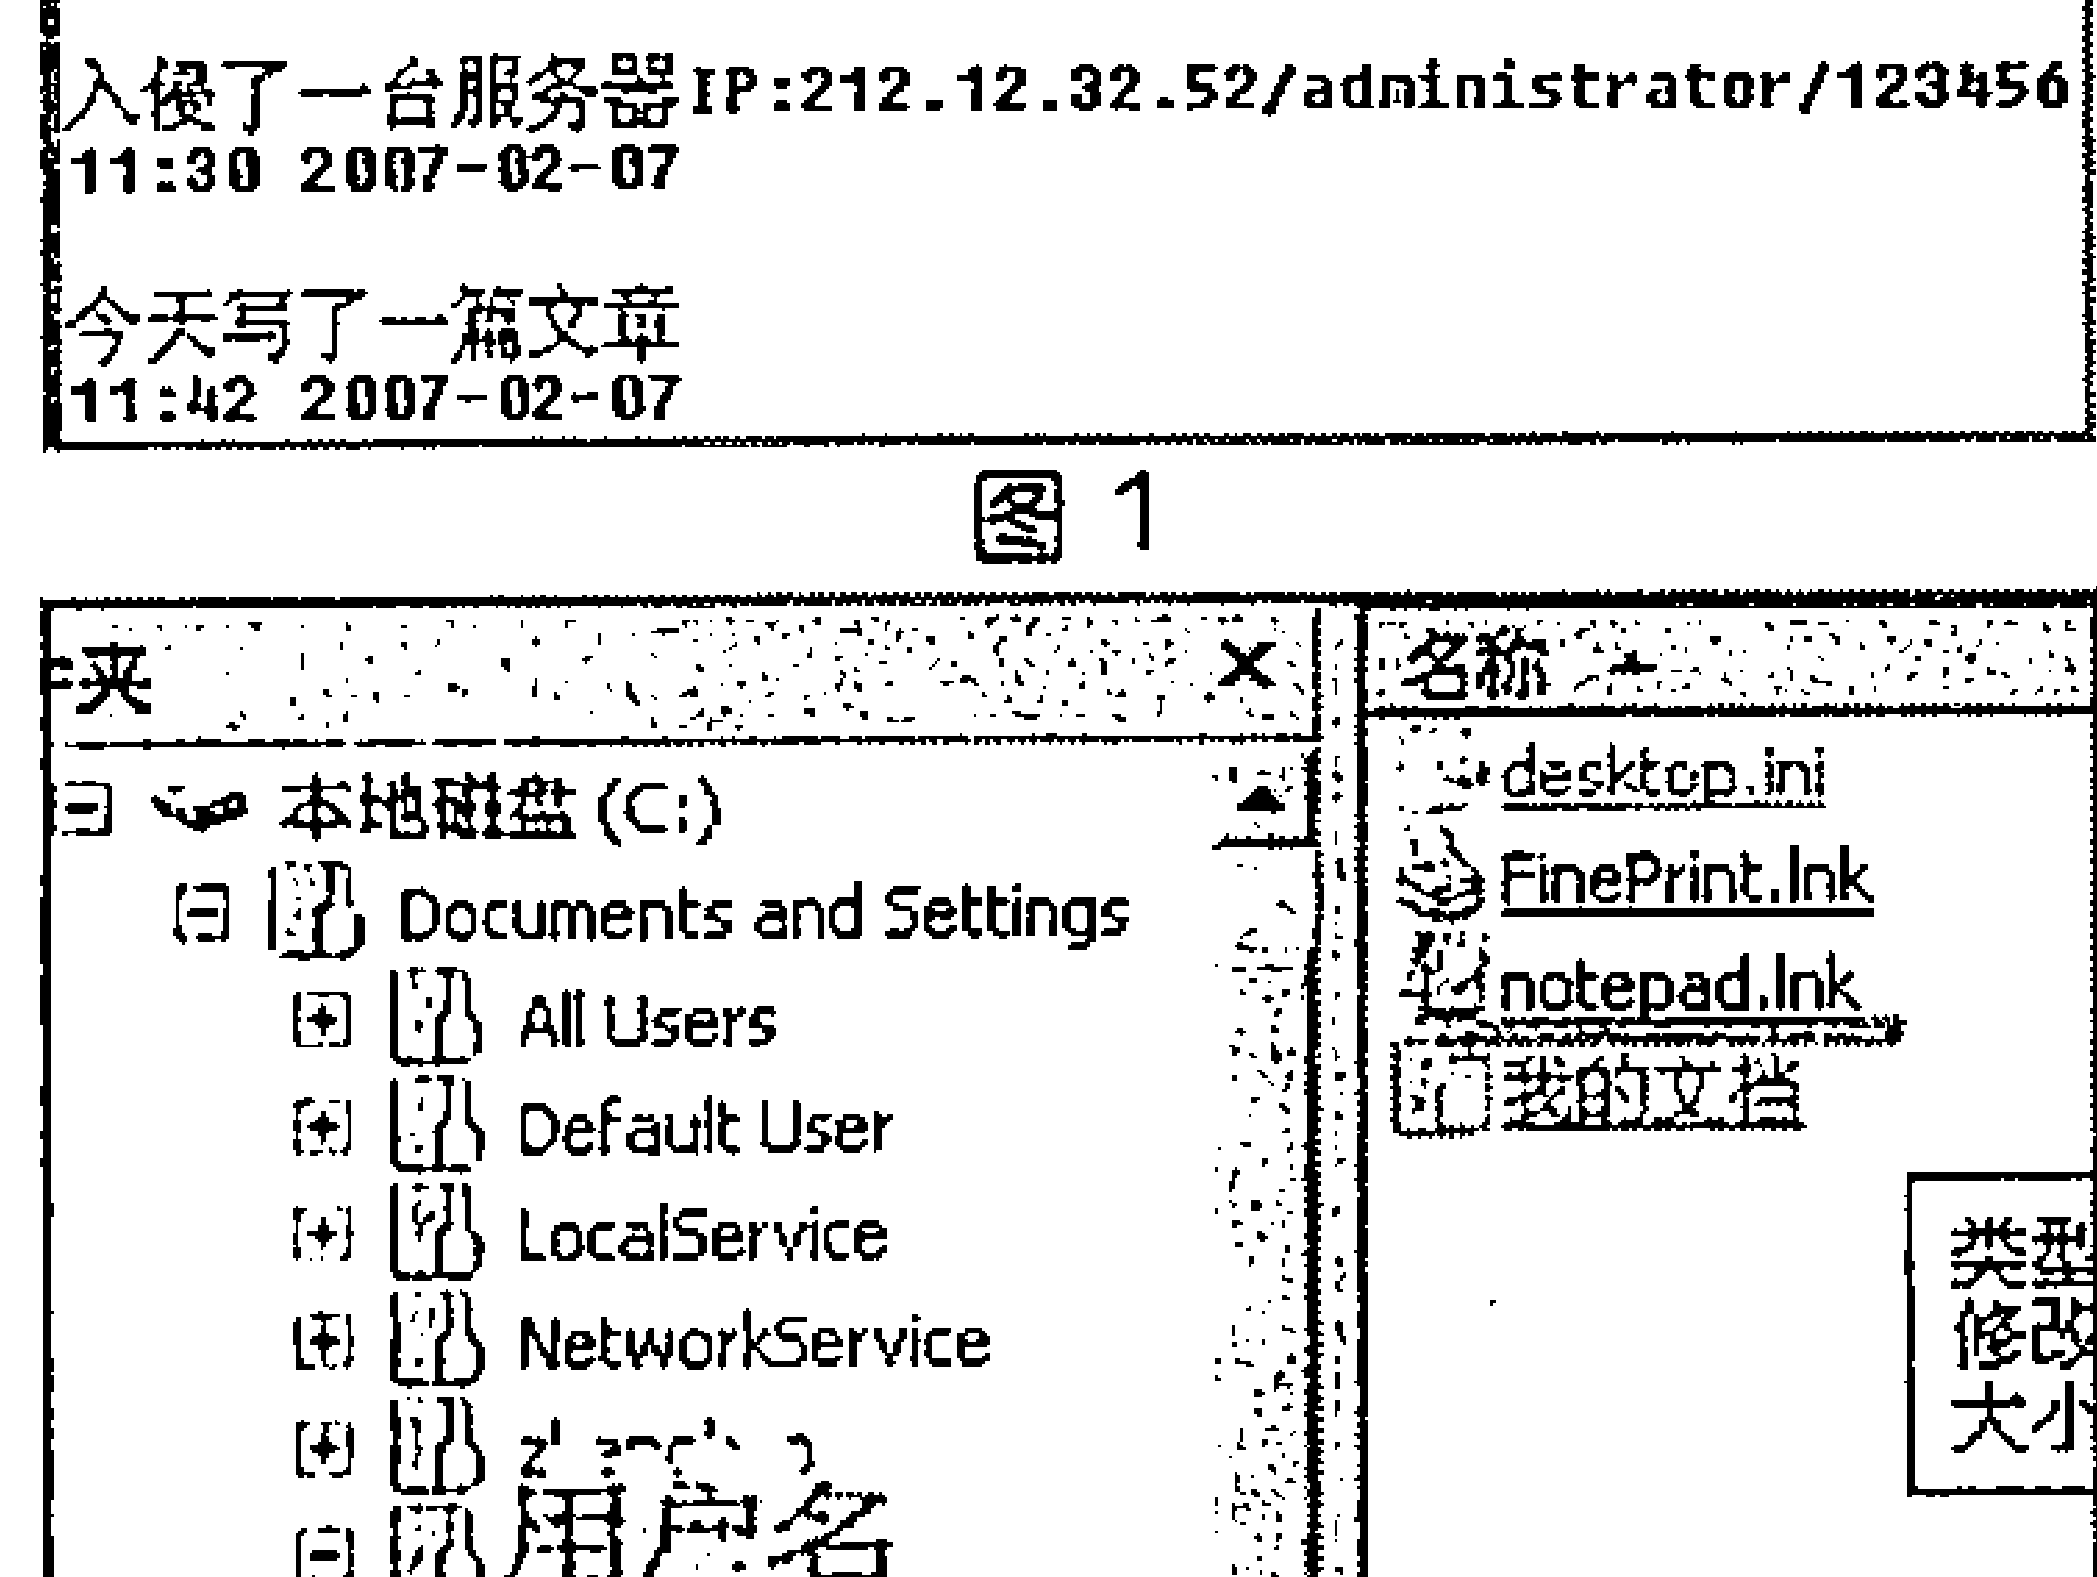 入侵了一台服务器IP:212.12.32.52/administrator/123456
11:30 2007-02-07
今天写了一篇文章
11:42 2007-02-07
图 1
夹
名称
本地磁盘 (C:)
Documents and Settings
All Users
Default User
LocalService
NetworkService
用户名
desktop.ini
FinePrint.lnk
notepad.lnk
我的文档
类型
修改
大小